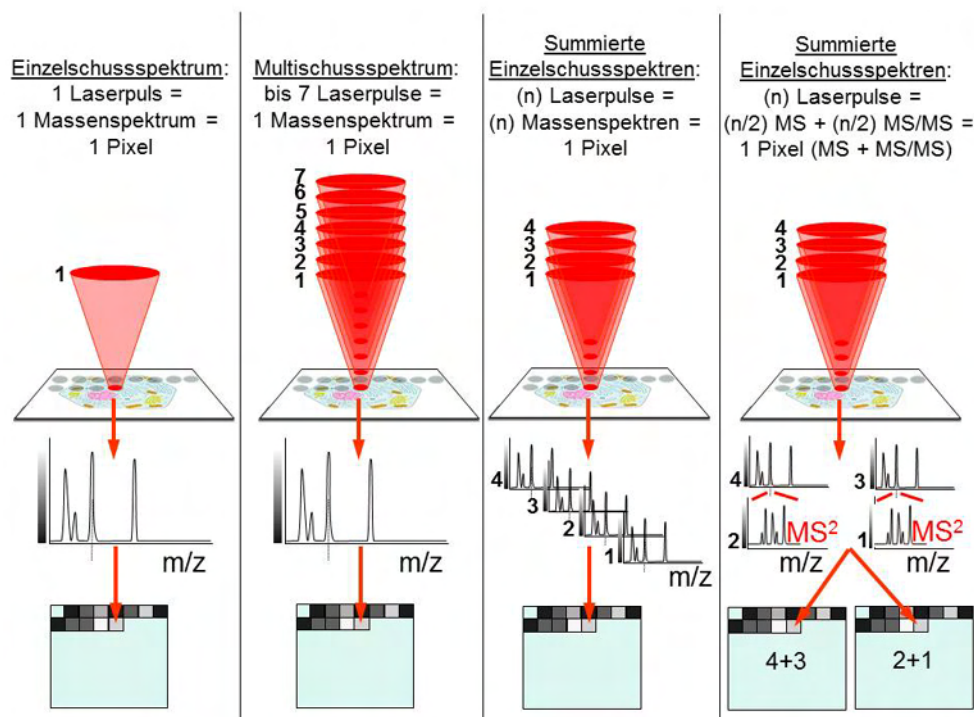 Einzelschussspektrum:
1 Laserpuls =
1 Massenspektrum =
1 Pixel
1
m/z
Multischussspektrum:
bis 7 Laserpulse =
1 Massenspektrum =
1 Pixel
7
6
5
4
3
2
1
m/z
Summierte
Einzelschussspektren:
(n) Laserpulse =
(n) Massenspektren =
1 Pixel
4
3
2
1
4
3
2
1
m/z
Summierte
Einzelschussspektren:
(n) Laserpulse =
(n/2) MS + (n/2) MS/MS =
1 Pixel (MS + MS/MS)
4
3
2
1
4
3
2
MS²
1
MS²
m/z
m/z
4+3
2+1